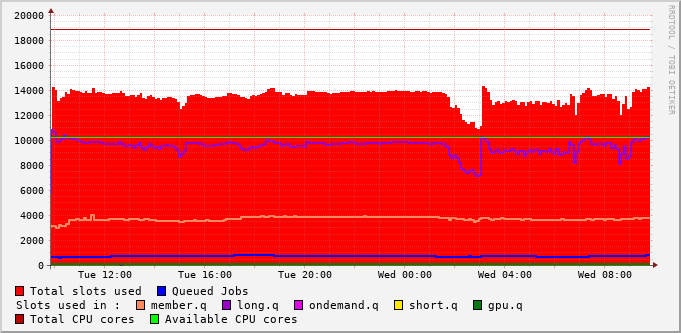 20000
18000
16000
14000
12000
10000
8000
6000
4000
2000
0
Tue 12:00 Tue 16:00 Tue 20:00 Wed 00:00 Wed 04:00 Wed 08:00
RRDTOOL / TOBI OETIKER
Total slots used Queued Jobs
Slots used in : member.q long.q ondemand.q short.q gpu.q
Total CPU cores Available CPU cores